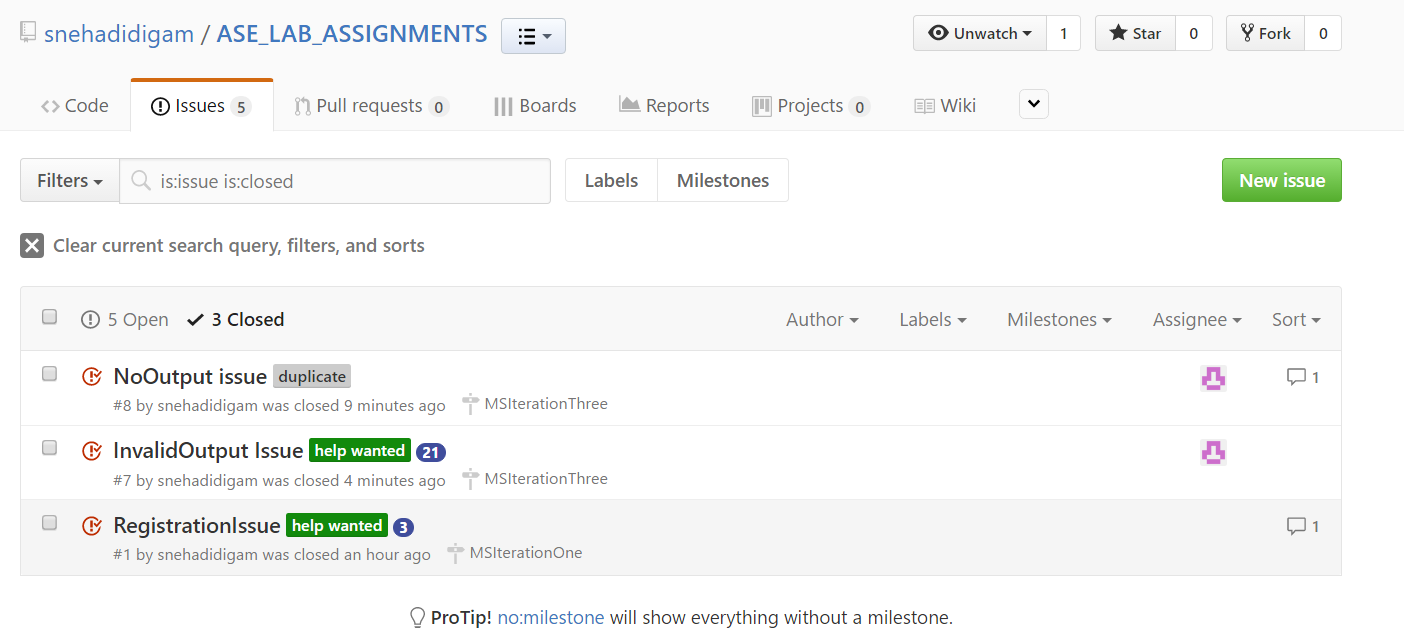 snehadidigam / ASE_LAB_ASSIGNMENTS
Unwatch 1 Star 0 Fork 0
Code Issues 5 Pull requests 0 Boards Reports Projects 0 Wiki
Filters is:issue is:closed Labels Milestones New issue
Clear current search query, filters, and sorts
5 Open 3 Closed Author Labels Milestones Assignee Sort
NoOutput issue duplicate 1
#8 by snehadidigam was closed 9 minutes ago MSIterationThree
InvalidOutput Issue help wanted 21
#7 by snehadidigam was closed 4 minutes ago MSIterationThree
RegistrationIssue help wanted 3 1
#1 by snehadidigam was closed an hour ago MSIterationOne
ProTip! no:milestone will show everything without a milestone.